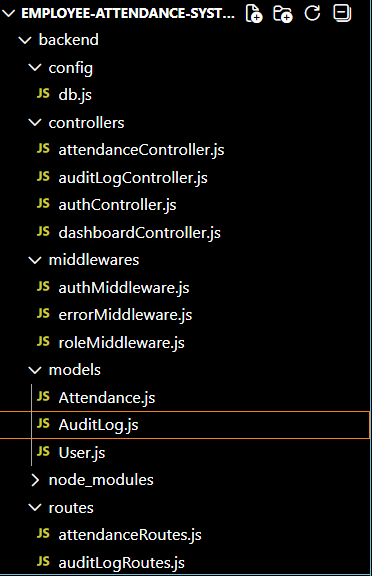 EMPLOYEE-ATTENDANCE-SYST...
backend
config
JS db.js
controllers
JS attendanceController.js
JS auditLogController.js
JS authController.js
JS dashboardController.js
middlewares
JS authMiddleware.js
JS errorMiddleware.js
JS roleMiddleware.js
models
JS Attendance.js
JS AuditLog.js
JS User.js
node_modules
routes
JS attendanceRoutes.js
JS auditLogRoutes.js